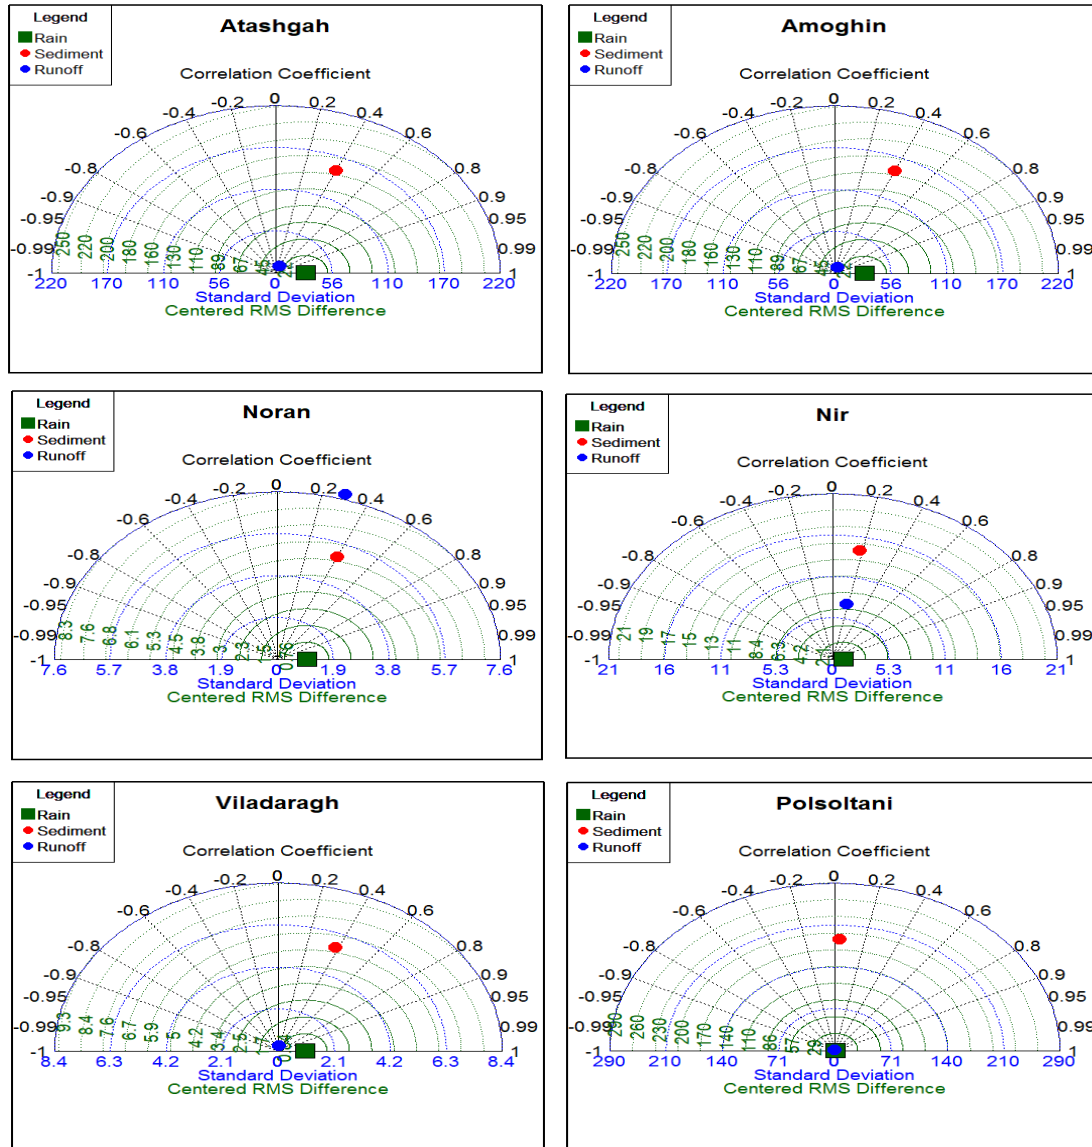 Legend
Rain
Sediment
Runoff
Atashgah
Correlation Coefficient
0
-0.2 0.2
-0.4 0.4
-0.6 0.6
-0.8 0.8
-0.9 0.9
-0.95 0.95
-0.99 0.99
-1 1
250 220 200 180 160 130 110 89 67 45
220 170 110 56 0 56 110 170 220
Standard Deviation
Centered RMS Difference
Legend
Rain
Sediment
Runoff
Amoghin
Correlation Coefficient
0
-0.2 0.2
-0.4 0.4
-0.6 0.6
-0.8 0.8
-0.9 0.9
-0.95 0.95
-0.99 0.99
-1 1
250 220 200 180 160 130 110 89 67 45
220 170 110 56 0 56 110 170 220
Standard Deviation
Centered RMS Difference
Legend
Rain
Sediment
Runoff
Noran
Correlation Coefficient
0
-0.2 0.2
-0.4 0.4
-0.6 0.6
-0.8 0.8
-0.9 0.9
-0.95 0.95
-0.99 0.99
-1 1
8.3 7.6 6.8 6.1 5.3 4.5 3.8 3 2.3 1.5 0.76
7.6 5.7 3.8 1.9 0 1.9 3.8 5.7 7.6
Standard Deviation
Centered RMS Difference
Legend
Rain
Sediment
Runoff
Nir
Correlation Coefficient
0
-0.2 0.2
-0.4 0.4
-0.6 0.6
-0.8 0.8
-0.9 0.9
-0.95 0.95
-0.99 0.99
-1 1
21 19 17 15 13 11 8.4 6.3 4.2
21 16 11 5.3 0 5.3 11 16 21
Standard Deviation
Centered RMS Difference
Legend
Rain
Sediment
Runoff
Viladaragh
Correlation Coefficient
0
-0.2 0.2
-0.4 0.4
-0.6 0.6
-0.8 0.8
-0.9 0.9
-0.95 0.95
-0.99 0.99
-1 1
9.3 8.4 7.6 6.7 5.9 5 4.2 3.4 2.5 1.7
8.4 6.3 4.2 2.1 0 2.1 4.2 6.3 8.4
Standard Deviation
Centered RMS Difference
Legend
Rain
Sediment
Runoff
Polsoltani
Correlation Coefficient
0
-0.2 0.2
-0.4 0.4
-0.6 0.6
-0.8 0.8
-0.9 0.9
-0.95 0.95
-0.99 0.99
-1 1
290 260 230 200 170 140 110 86 57 29
290 210 140 71 0 71 140 210 290
Standard Deviation
Centered RMS Difference